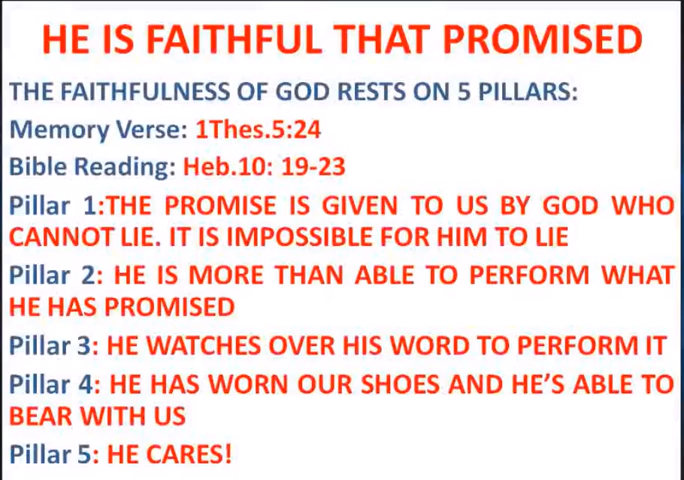 HE IS FAITHFUL THAT PROMISED
THE FAITHFULNESS OF GOD RESTS ON 5 PILLARS:
Memory Verse: 1Thes.5:24
Bible Reading: Heb.10: 19-23
Pillar 1:THE PROMISE IS GIVEN TO US BY GOD WHO
CANNOT LIE. IT IS IMPOSSIBLE FOR HIM TO LIE
Pillar 2: HE IS MORE THAN ABLE TO PERFORM WHAT
HE HAS PROMISED
Pillar 3: HE WATCHES OVER HIS WORD TO PERFORM IT
Pillar 4: HE HAS WORN OUR SHOES AND HE'S ABLE TO
BEAR WITH US
Pillar 5: HE CARES!